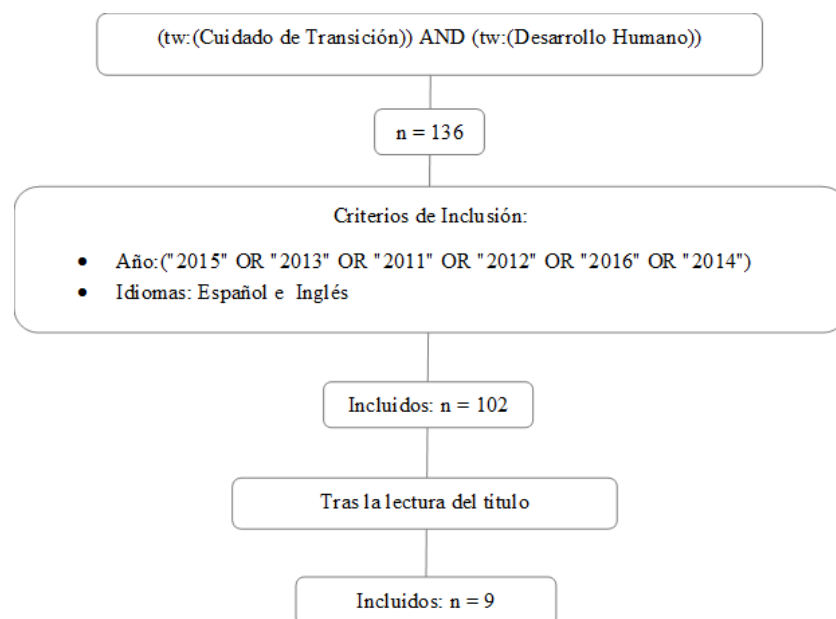 (tw:(Cuidado de Transición)) AND (tw:(Desarrollo Humano))
n = 136
Criterios de Inclusión:
• Año:("2015" OR "2013" OR "2011" OR "2012" OR "2016" OR "2014")
• Idiomas: Español e Inglés
Incluidos: n = 102
Tras la lectura del título
Incluidos: n = 9